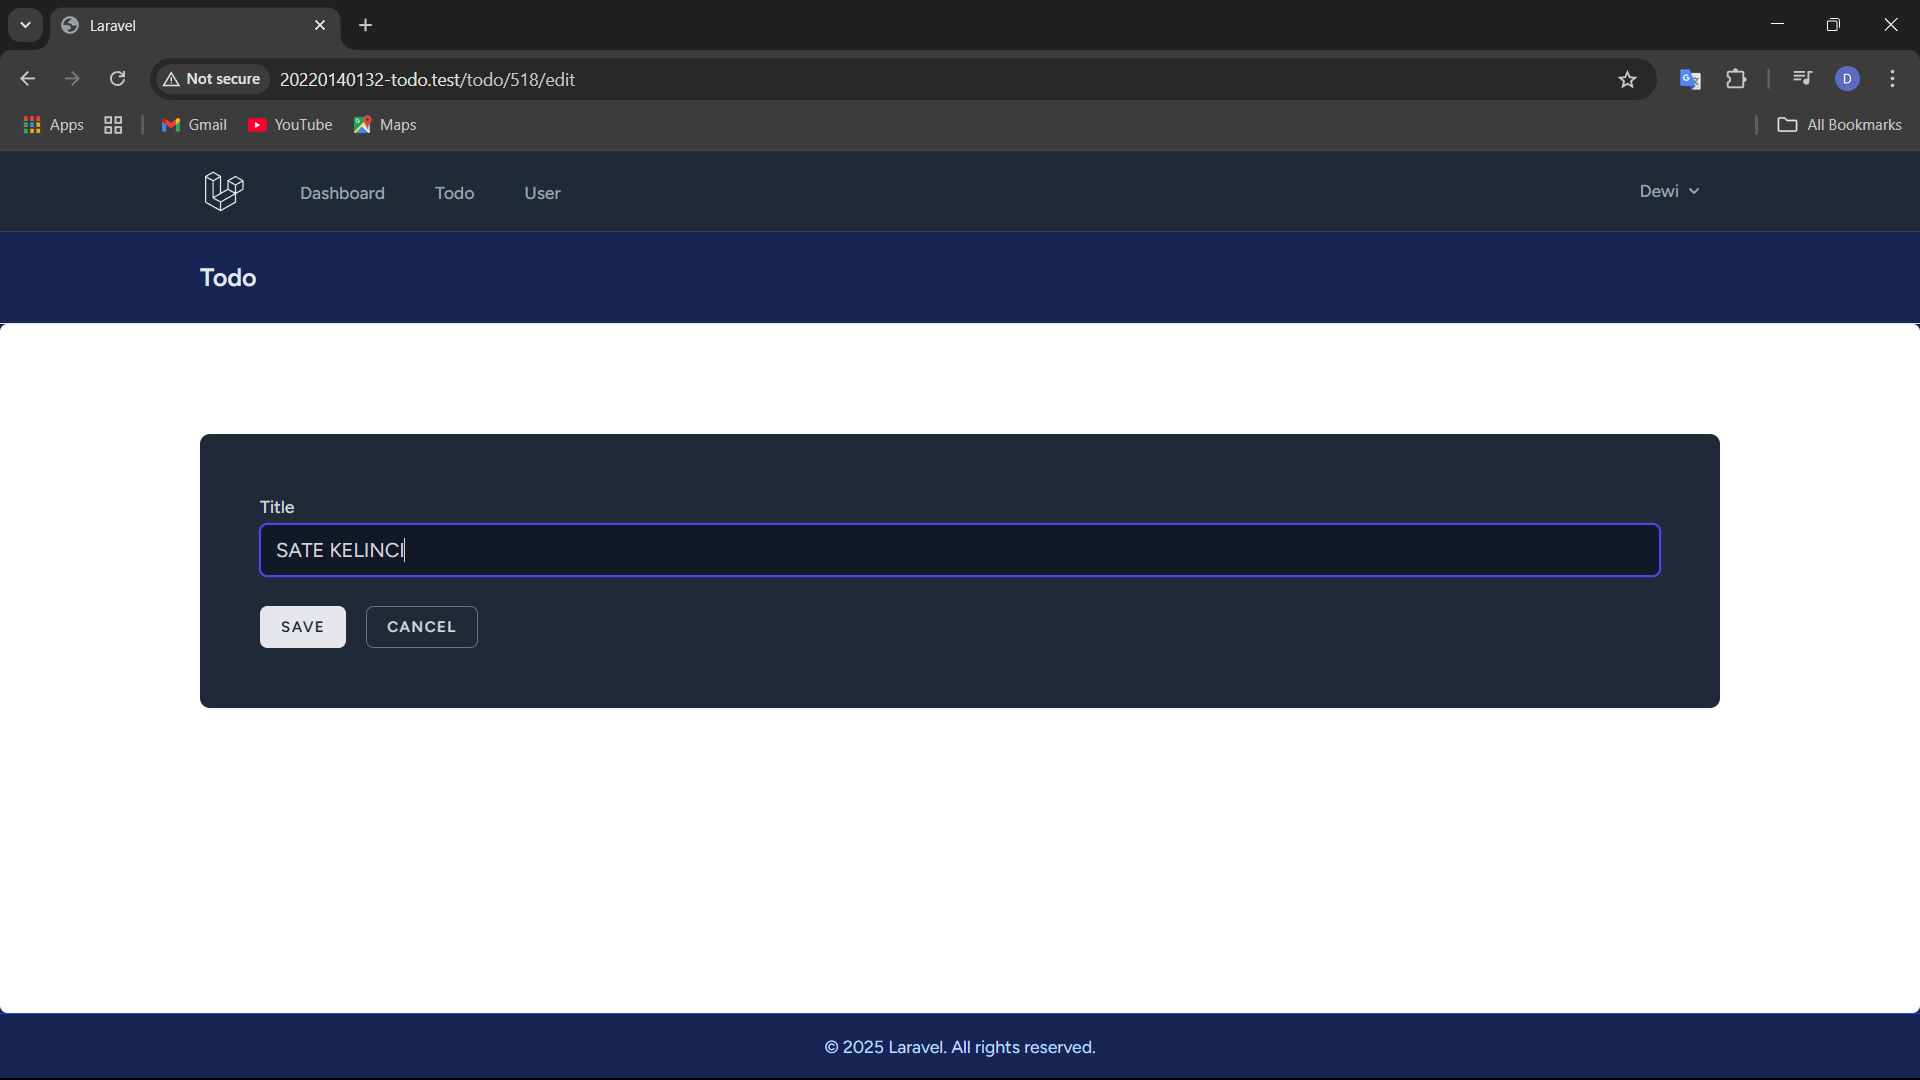 Laravel
Not secure 20220140132-todo.test/todo/518/edit D
Apps Gmail YouTube Maps All Bookmarks
Dashboard Todo User Dewi
Todo
Title
SATE KELINCI
SAVE CANCEL
© 2025 Laravel. All rights reserved.